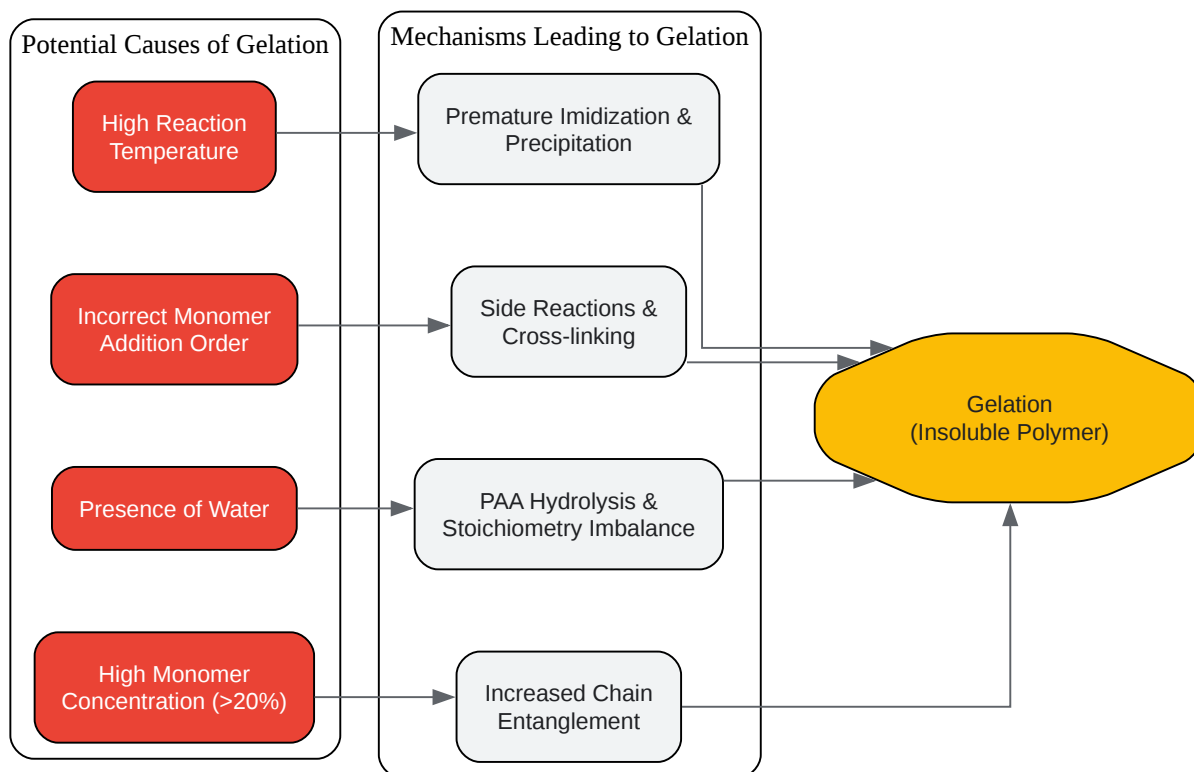 Potential Causes of Gelation
Mechanisms Leading to Gelation
High Reaction
Temperature
Premature Imidization &
Precipitation
Incorrect Monomer
Addition Order
Side Reactions &
Cross-linking
Gelation
(Insoluble Polymer)
Presence of Water
PAA Hydrolysis &
Stoichiometry Imbalance
High Monomer
Concentration (>20%)
Increased Chain
Entanglement